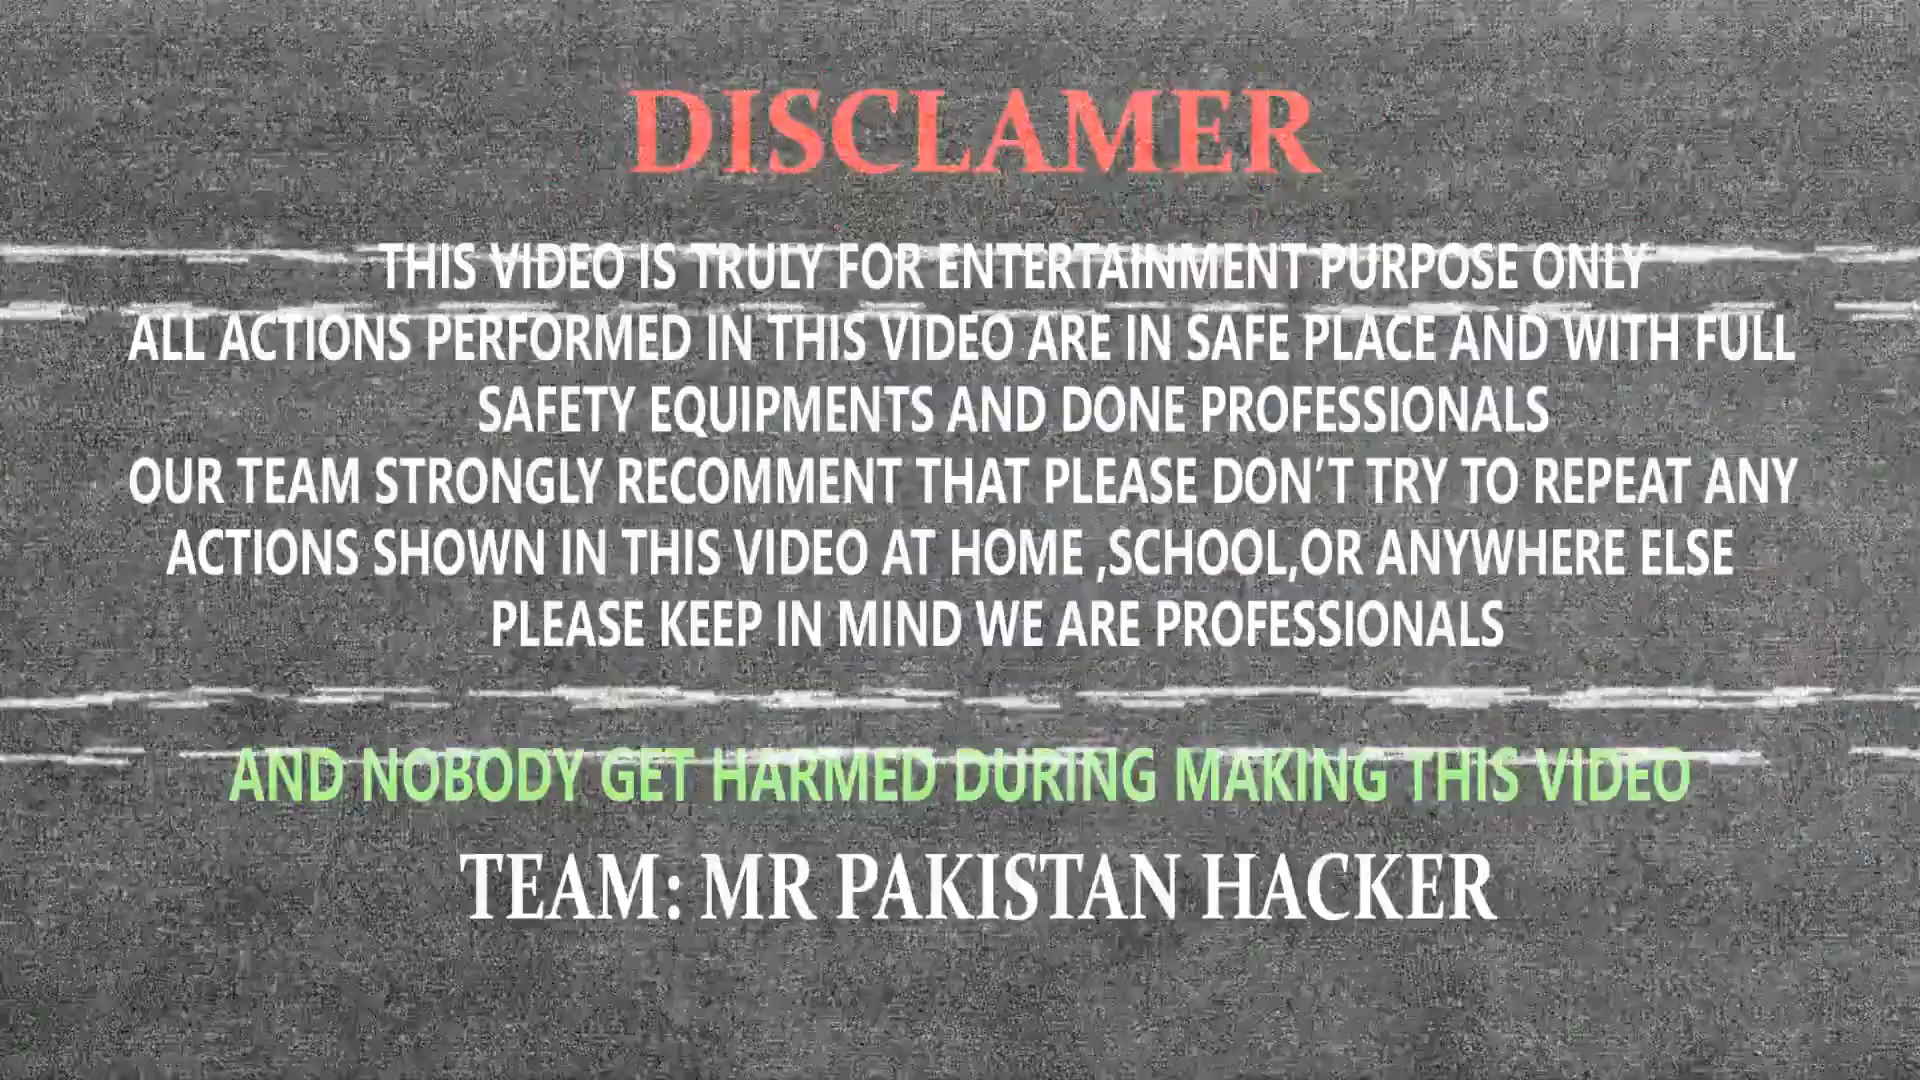 DISCLAMER
THIS VIDEO IS TRULY FOR ENTERTAINMENT PURPOSE ONLY
ALL ACTIONS PERFORMED IN THIS VIDEO ARE IN SAFE PLACE AND WITH FULL
SAFETY EQUIPMENTS AND DONE PROFESSIONALS
OUR TEAM STRONGLY RECOMMENT THAT PLEASE DON'T TRY TO REPEAT ANY
ACTIONS SHOWN IN THIS VIDEO AT HOME ,SCHOOL,OR ANYWHERE ELSE
PLEASE KEEP IN MIND WE ARE PROFESSIONALS
AND NOBODY GET HARMED DURING MAKING THIS VIDEO
TEAM: MR PAKISTAN HACKER